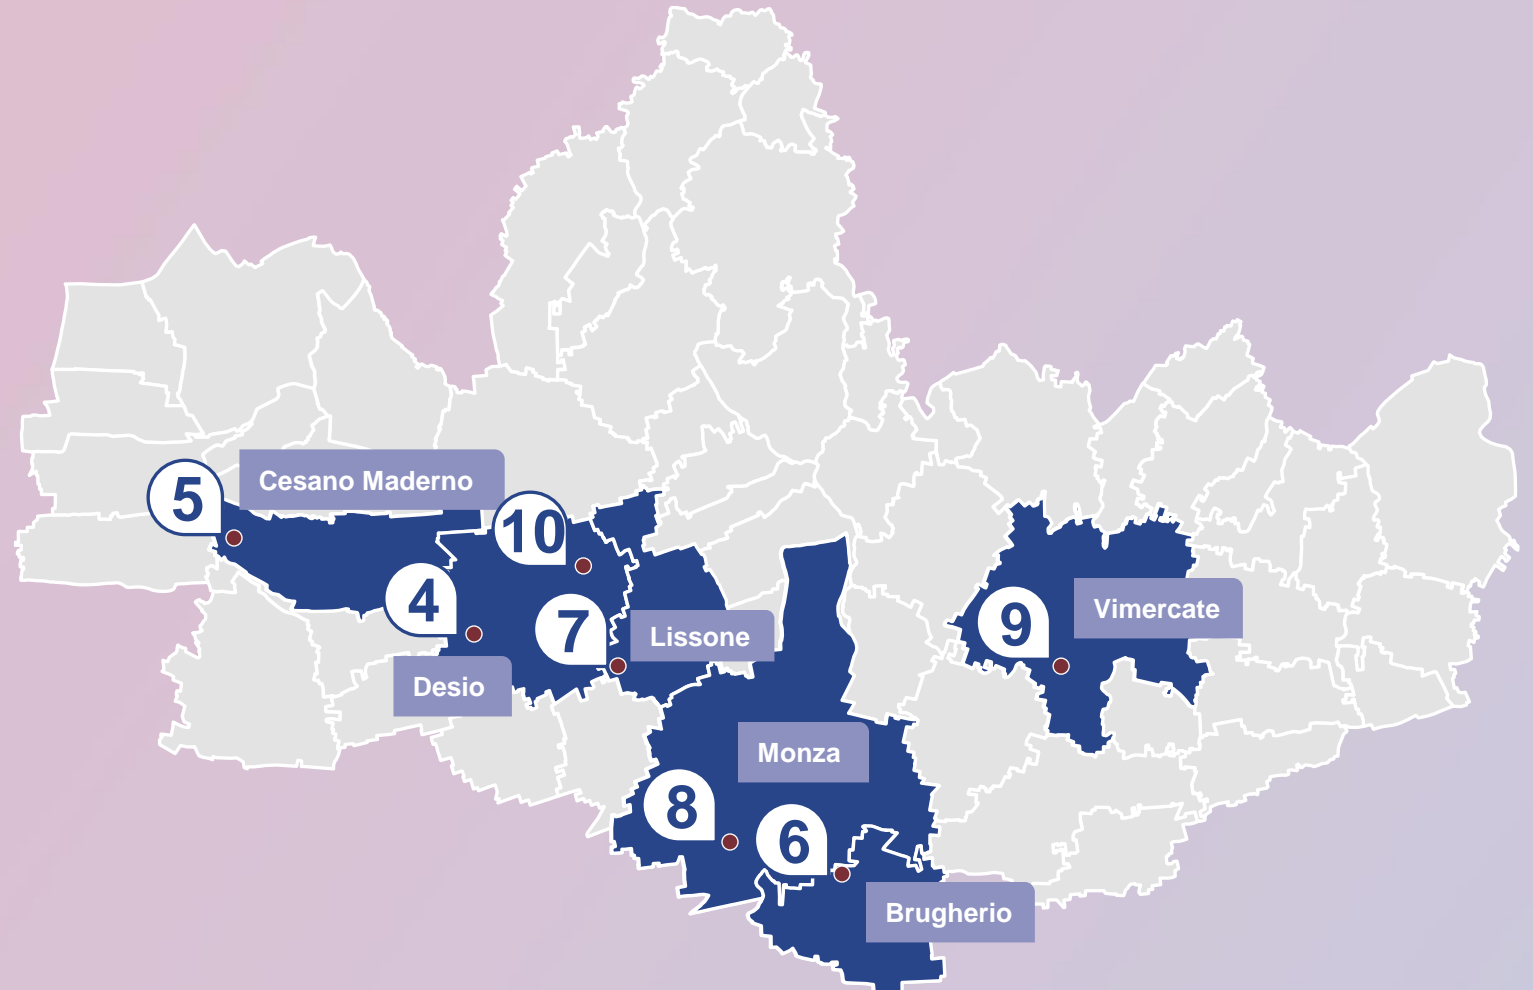 Cesano Maderno
5
10
4
7
Lissone
Vimercate
9
Desio
Monza
8
6
Brugherio